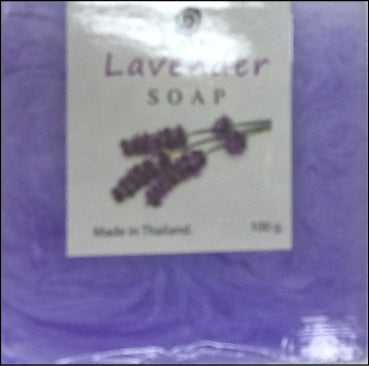 Lavender
SOAP
Made in Thailand. 100 g.